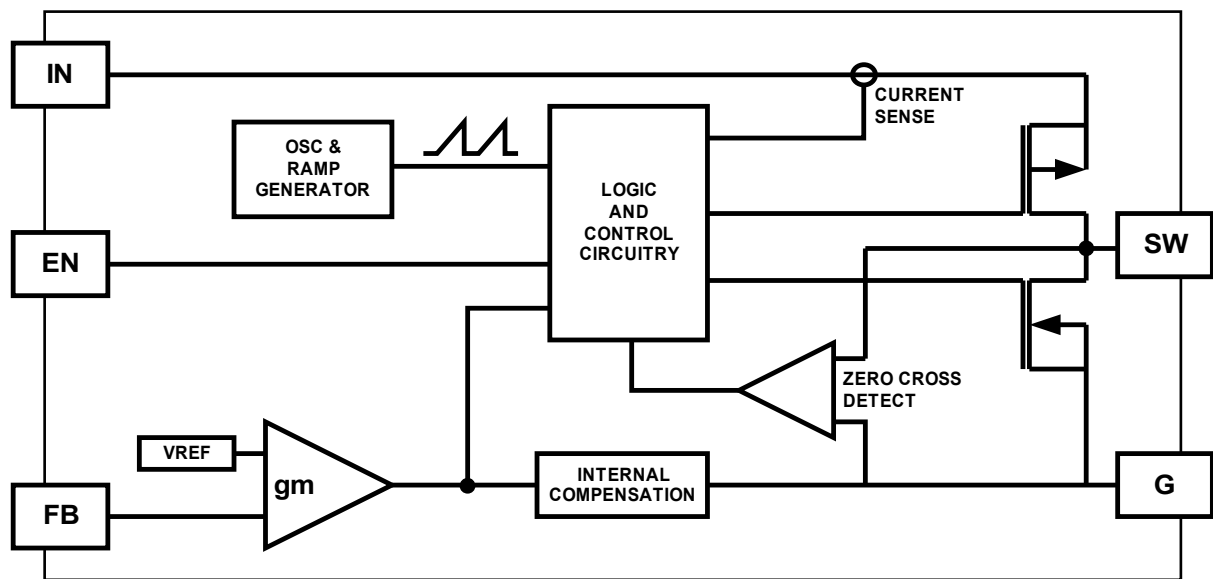 IN
CURRENT
SENSE
OSC &
RAMP
GENERATOR
LOGIC
AND
CONTROL
CIRCUITRY
EN
SW
ZERO CROSS
DETECT
VREF
gm
INTERNAL
COMPENSATION
FB
G